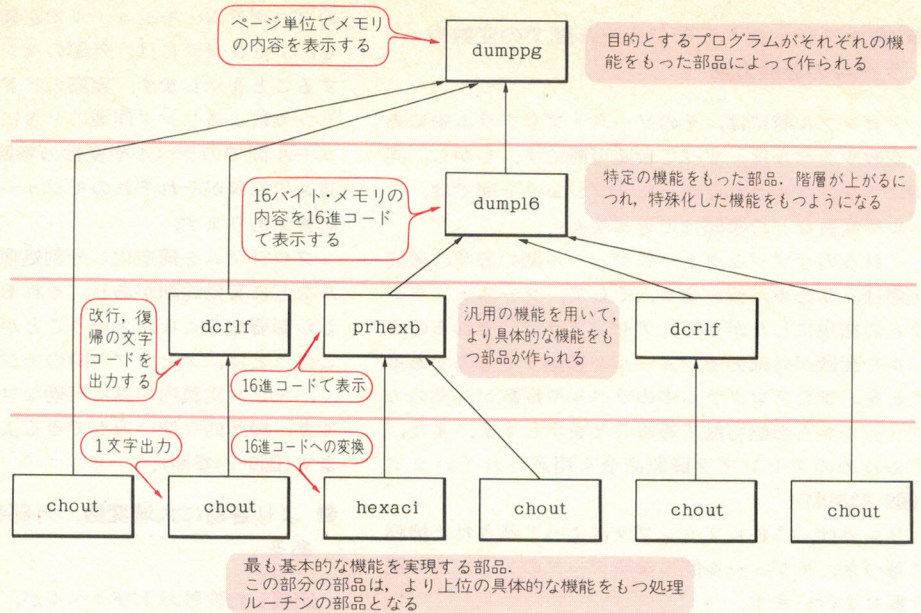 ページ単位でメモリ
の内容を表示する
dumppg
目的とするプログラムがそれぞれの機
能をもった部品によって作られる
16バイト・メモリの
内容を16進コード
で表示する
dump16
特定の機能をもった部品．階層が上がるに
つれ，特殊化した機能をもつようになる
改行，復
帰の文字
コードを
出力する
dcrlf
prhexb
汎用の機能を用いて，
より具体的な機能をも
つ部品が作られる
dcrlf
16進コードで表示
1文字出力
16進コードへの変換
chout
chout
hexaci
chout
chout
chout
最も基本的な機能を実現する部品．
この部分の部品は，より上位の具体的な機能をもつ処理
ルーチンの部品となる